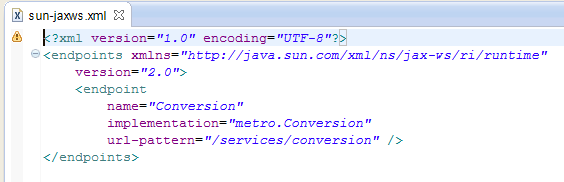 sun-jaxws.xml
<?xml version="1.0" encoding="UTF-8"?>
<endpoints xmlns="http://java.sun.com/xml/ns/jax-ws/ri/runtime"
    version="2.0">
    <endpoint
        name="Conversion"
        implementation="metro.Conversion"
        url-pattern="/services/conversion" />
</endpoints>